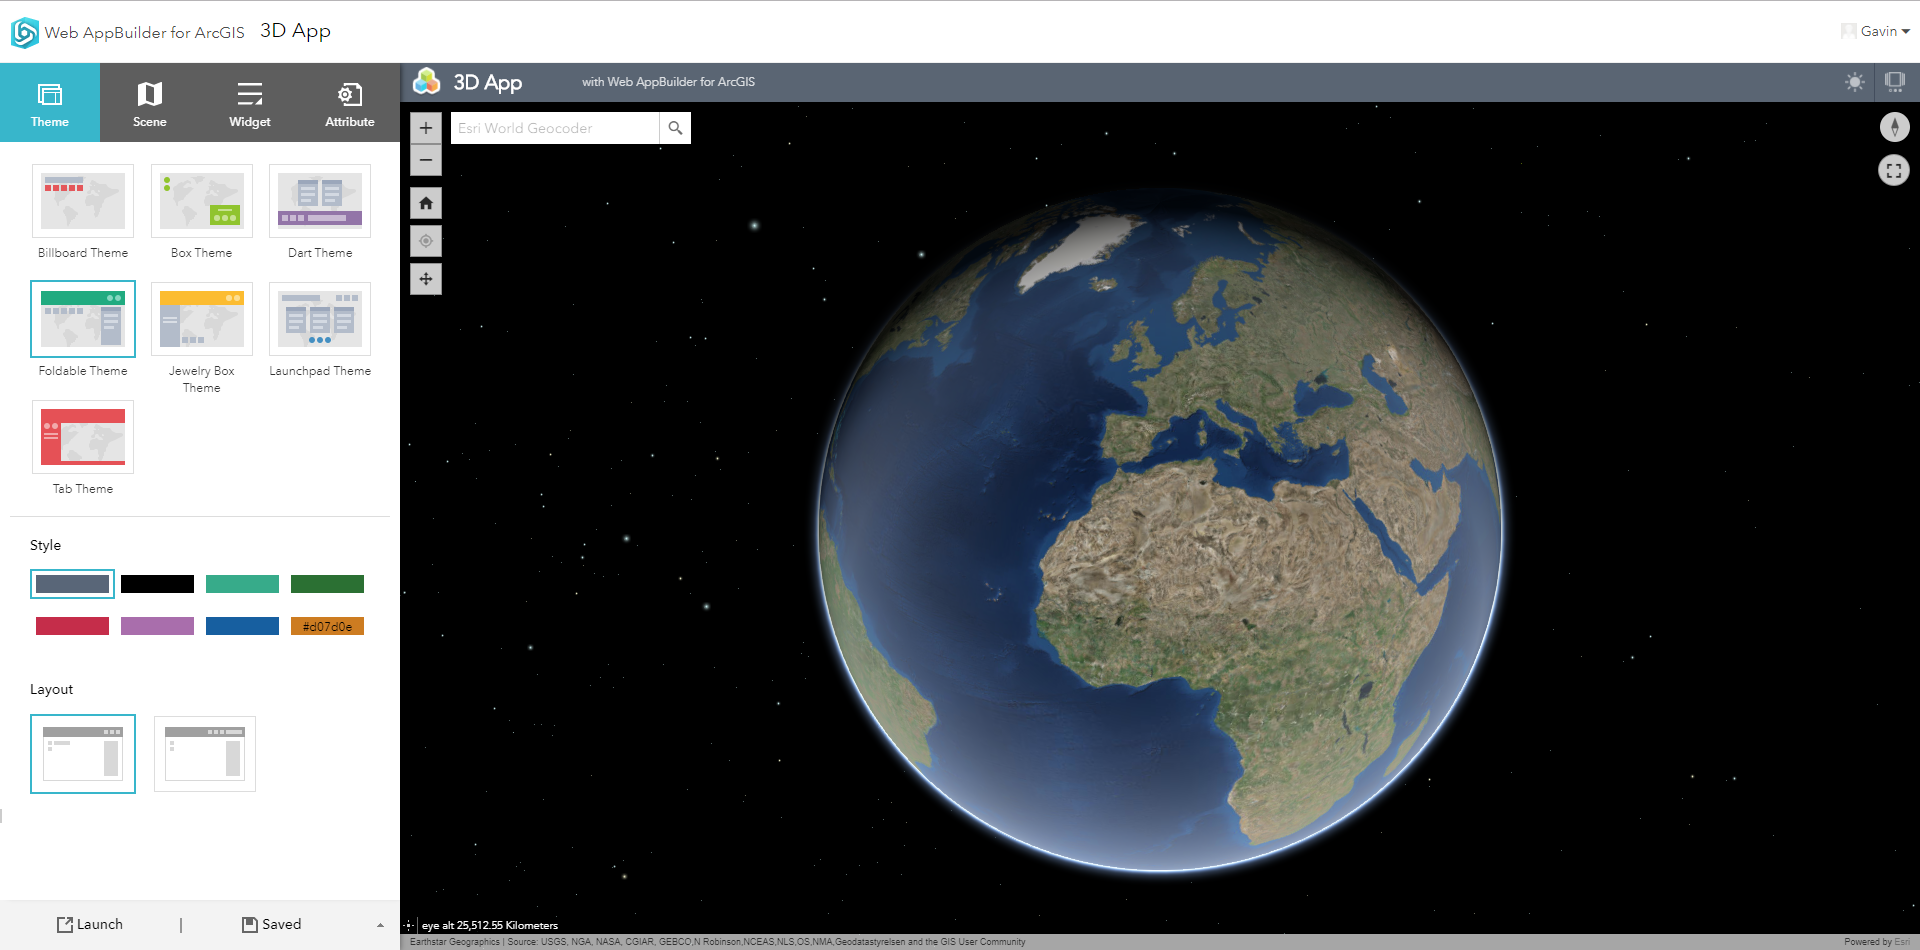 Web AppBuilder for ArcGIS 3D App
Gavin
Theme
Scene
Widget
Attribute
3D App
with Web AppBuilder for ArcGIS
Esri World Geocoder
Billboard Theme
Box Theme
Dart Theme
Foldable Theme
Jewelry Box
Theme
Launchpad Theme
Tab Theme
Style
#d07d0e
Layout
Launch
|
Saved
eye alt 25,512.55 Kilometers
Earthstar Geographics | Source: USGS, NGA, NASA, CGIAR, GEBCO,N Robinson,NCEAS,NLS,OS,NMA,Geodatastyrelsen and the GIS User Community
Powered by Esri